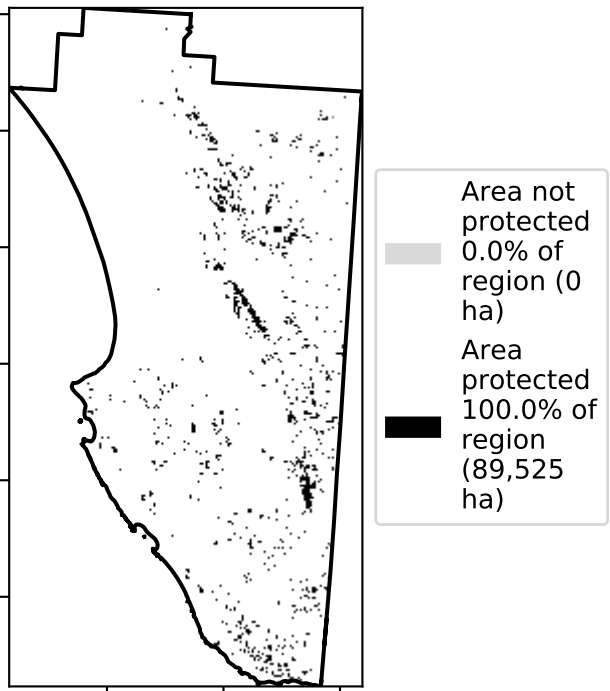 Area not
protected
0.0% of
region (0
ha)
Area
protected
100.0% of
region
(89,525
ha)